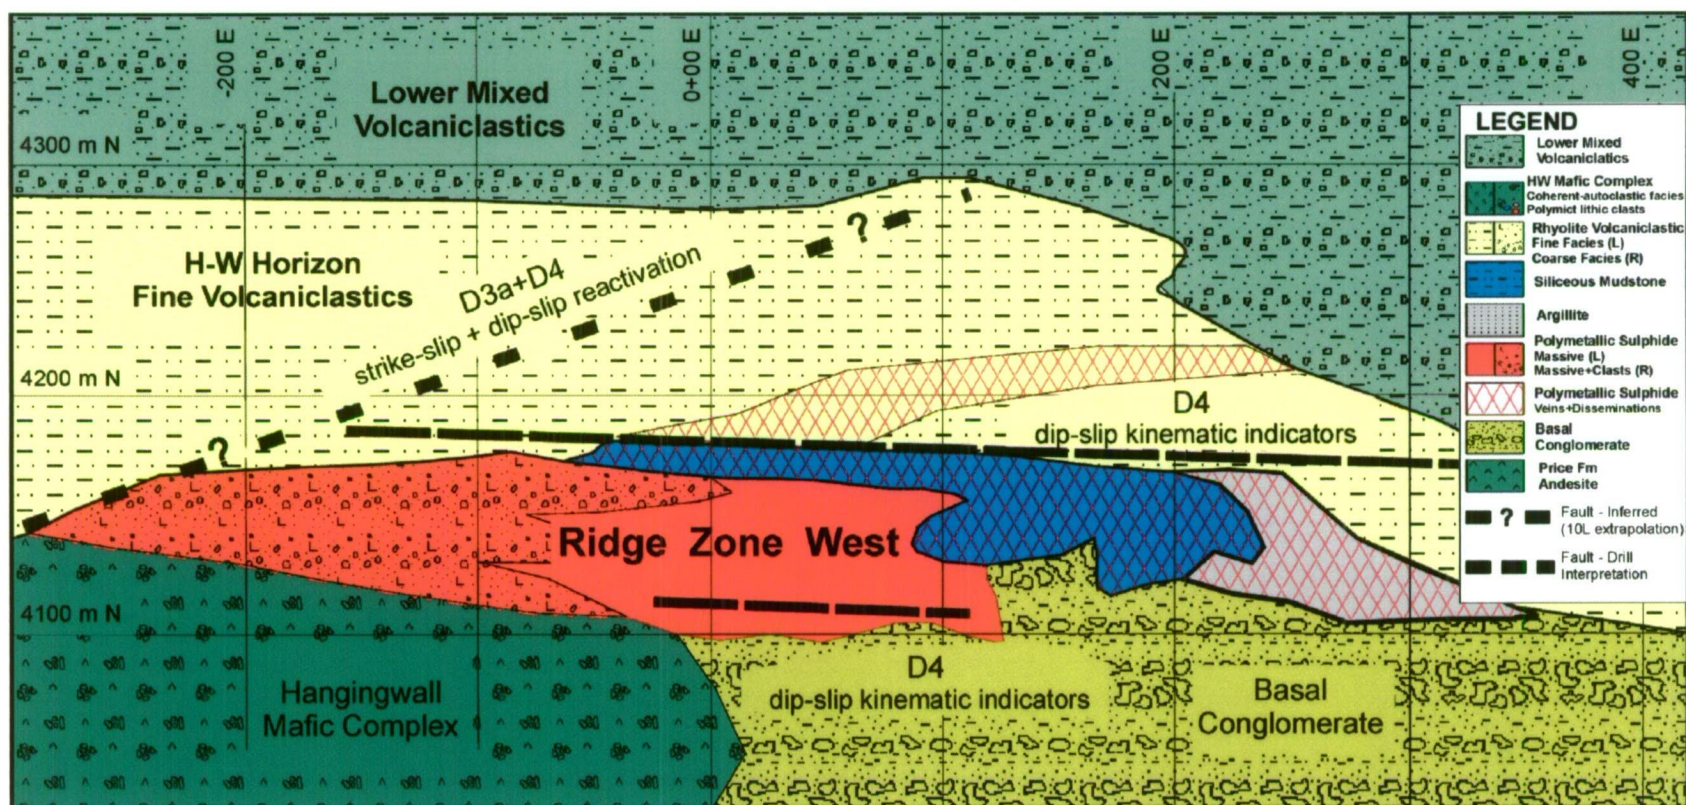 -200 E
0+00 E
200 E
400 E
Lower Mixed
Volcaniclastics
4300 m N
H-W Horizon
Fine Volcaniclastics
D3a+D4
strike-slip + dip-slip reactivation
?
?
4200 m N
D4
dip-slip kinematic indicators
Ridge Zone West
4100 m N
D4
dip-slip kinematic indicators
Hangingwall
Mafic Complex
Basal
Conglomerate
LEGEND
Lower Mixed
Volcaniclatics
HW Mafic Complex
Coherent-autoclastic facies
Polymict lithic clasts
Rhyolite Volcaniclastic
Fine Facies (L)
Coarse Facies (R)
Siliceous Mudstone
Argillite
Polymetallic Sulphide
Massive (L)
Massive+Clasts (R)
Polymetallic Sulphide
Veins+Disseminations
Basal
Conglomerate
Price Fm
Andesite
? Fault - Inferred
(10L extrapolation)
Fault - Drill
Interpretation